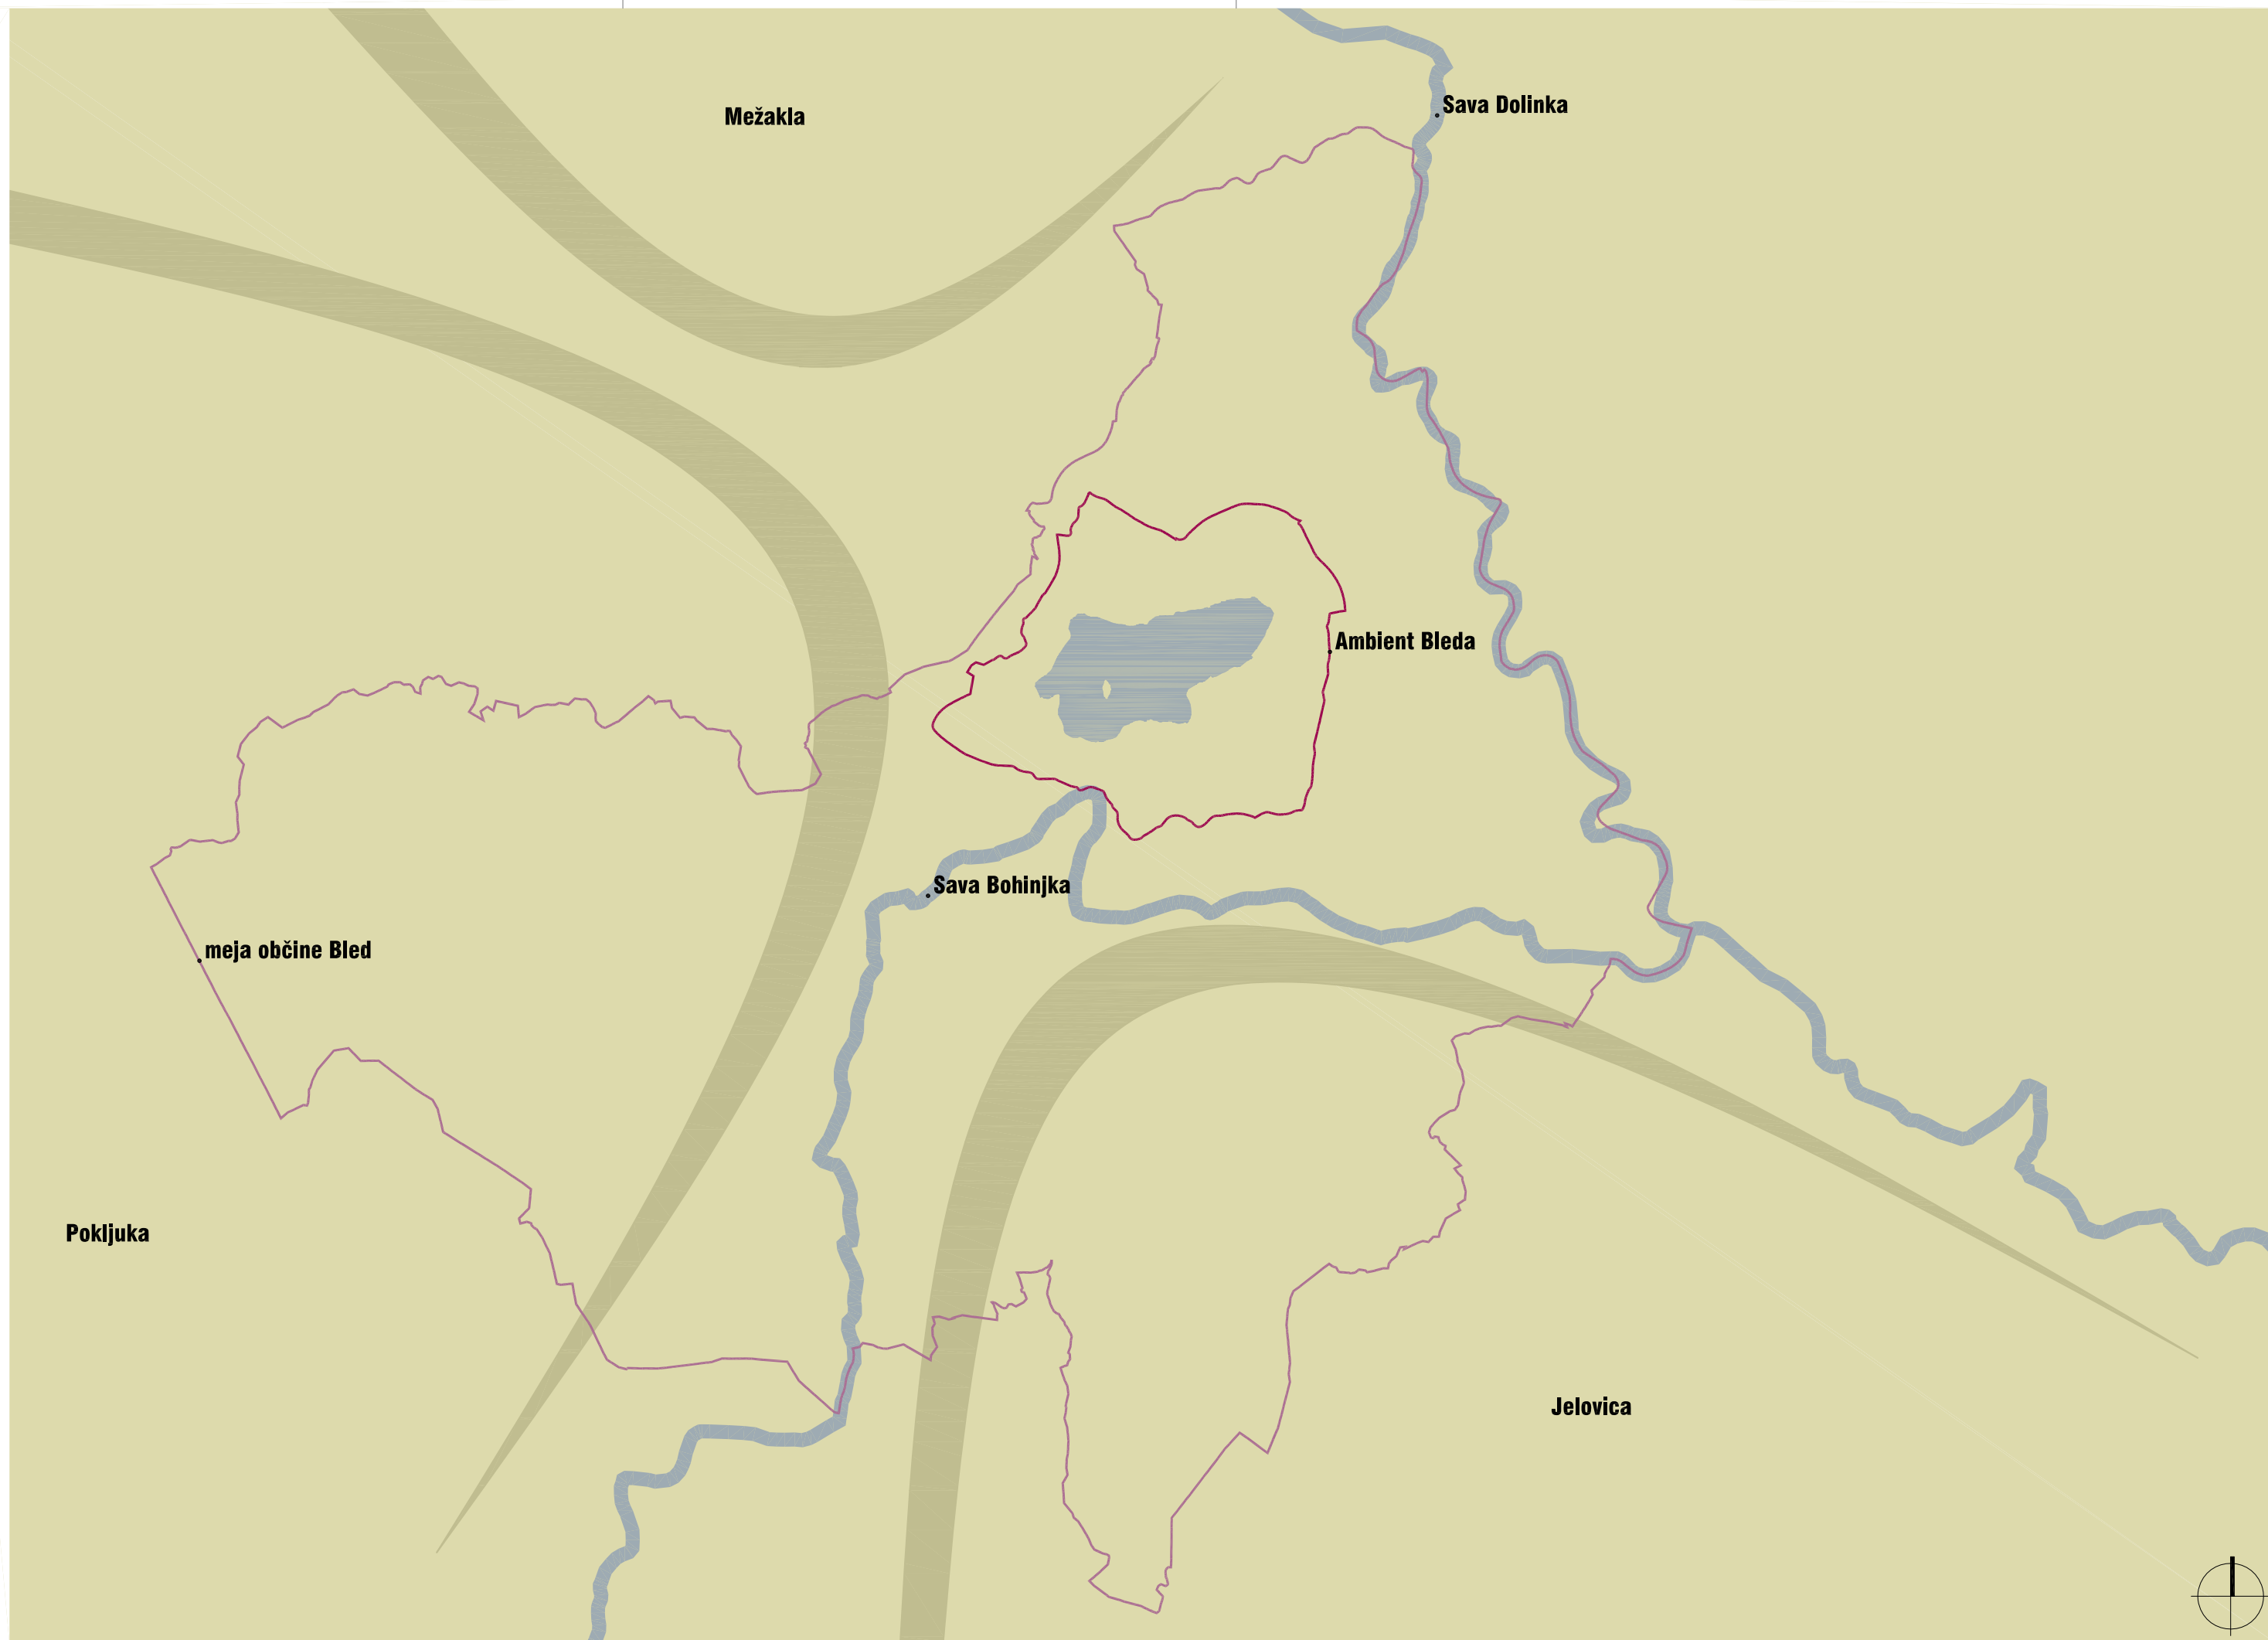 Sava Dolinka
Mežakla
Ambient Bleda
Sava Bohinjka
meja občine Bled
Pokljuka
Jelovica